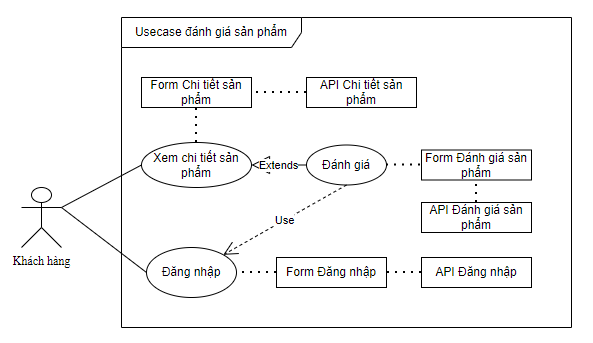 Usecase đánh giá sản phẩm
Form Chi tiết sản
phẩm
API Chi tiết sản
phẩm
Xem chi tiết sản
phẩm
Extends
Đánh giá
Form Đánh giá sản
phẩm
API Đánh giá sản
phẩm
Use
Khách hàng
Đăng nhập
Form Đăng nhập
API Đăng nhập